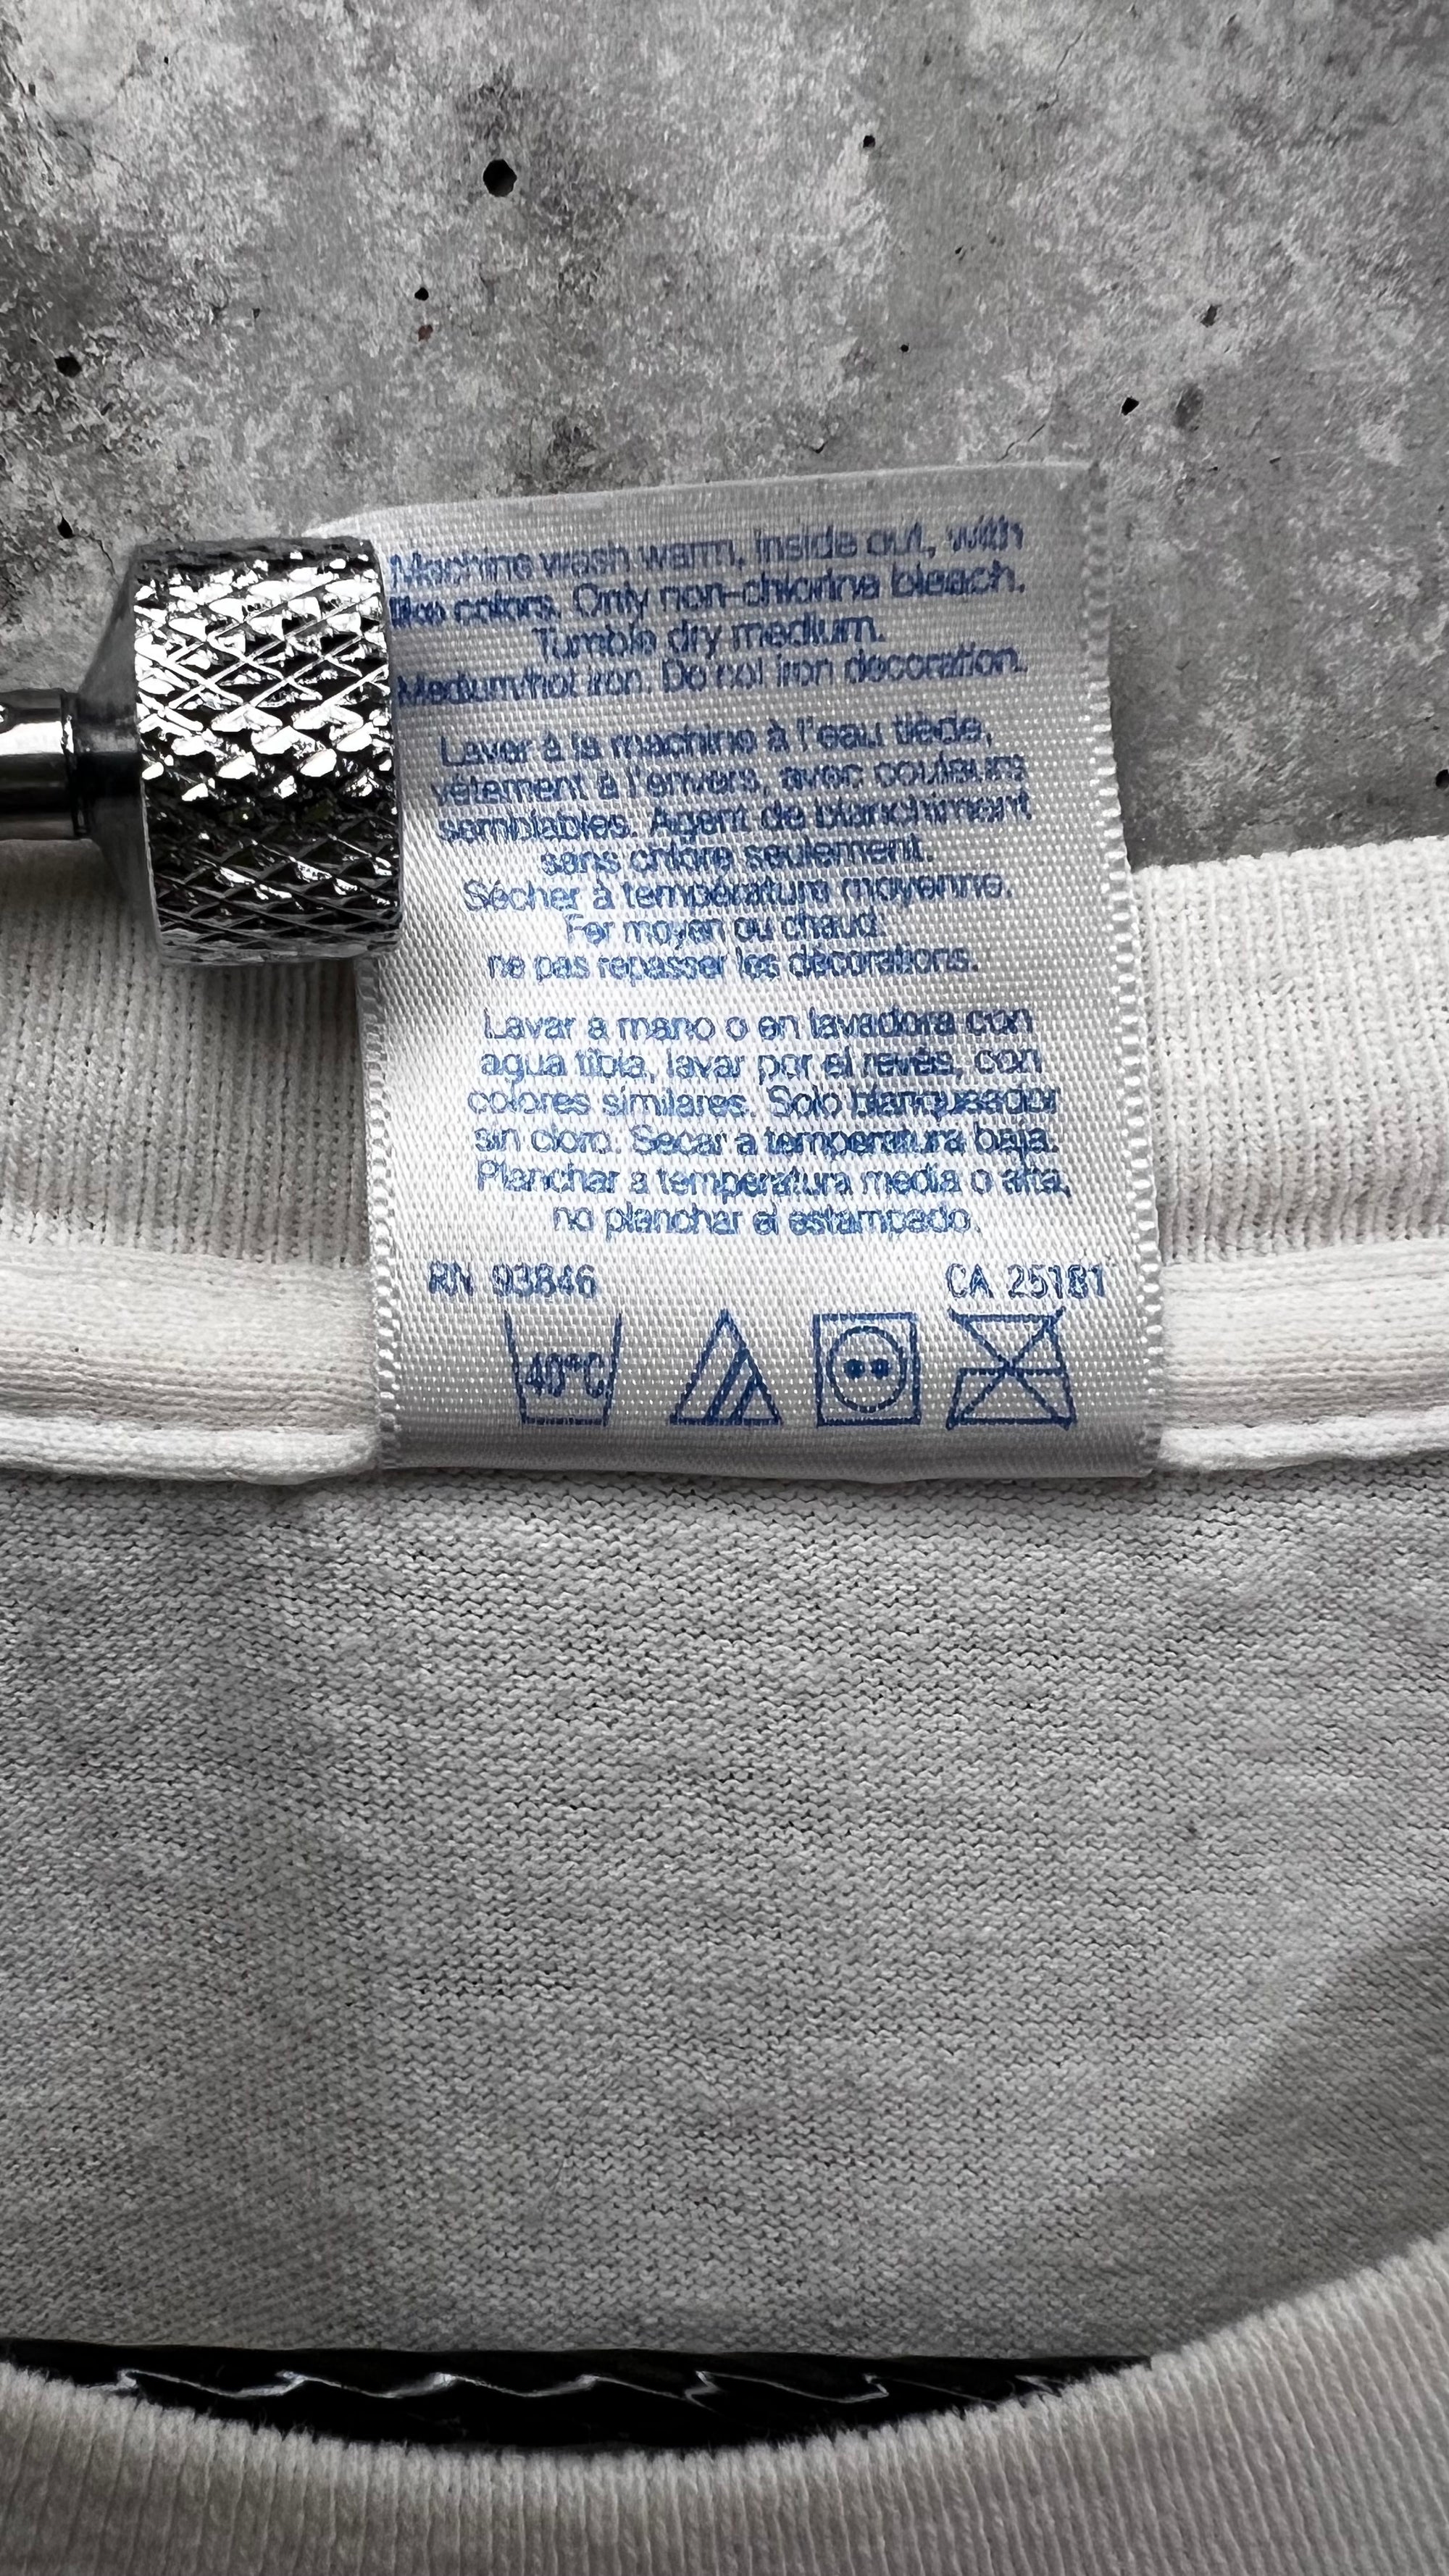 Machine wash warm, inside out, with
like colors. Only non-chlorine bleach.
Tumble dry medium.
Medium/hot iron. Do not iron decoration.
Laver à la machine à l'eau tiède,
vêtement à l'envers, avec couleurs
semblables. Agent de blanchiment
sans chlore seulement.
Sécher à température moyenne.
Fer moyen ou chaud.
ne pas repasser les décorations.
Lavar a mano o en lavadora con
agua tibia, lavar por el revés, con
colores similares. Solo blanqueador
sin cloro. Secar a temperatura baja.
Planchar a temperatura media o alta,
no planchar el estampado.
RN 93846 CA 25181
40°C